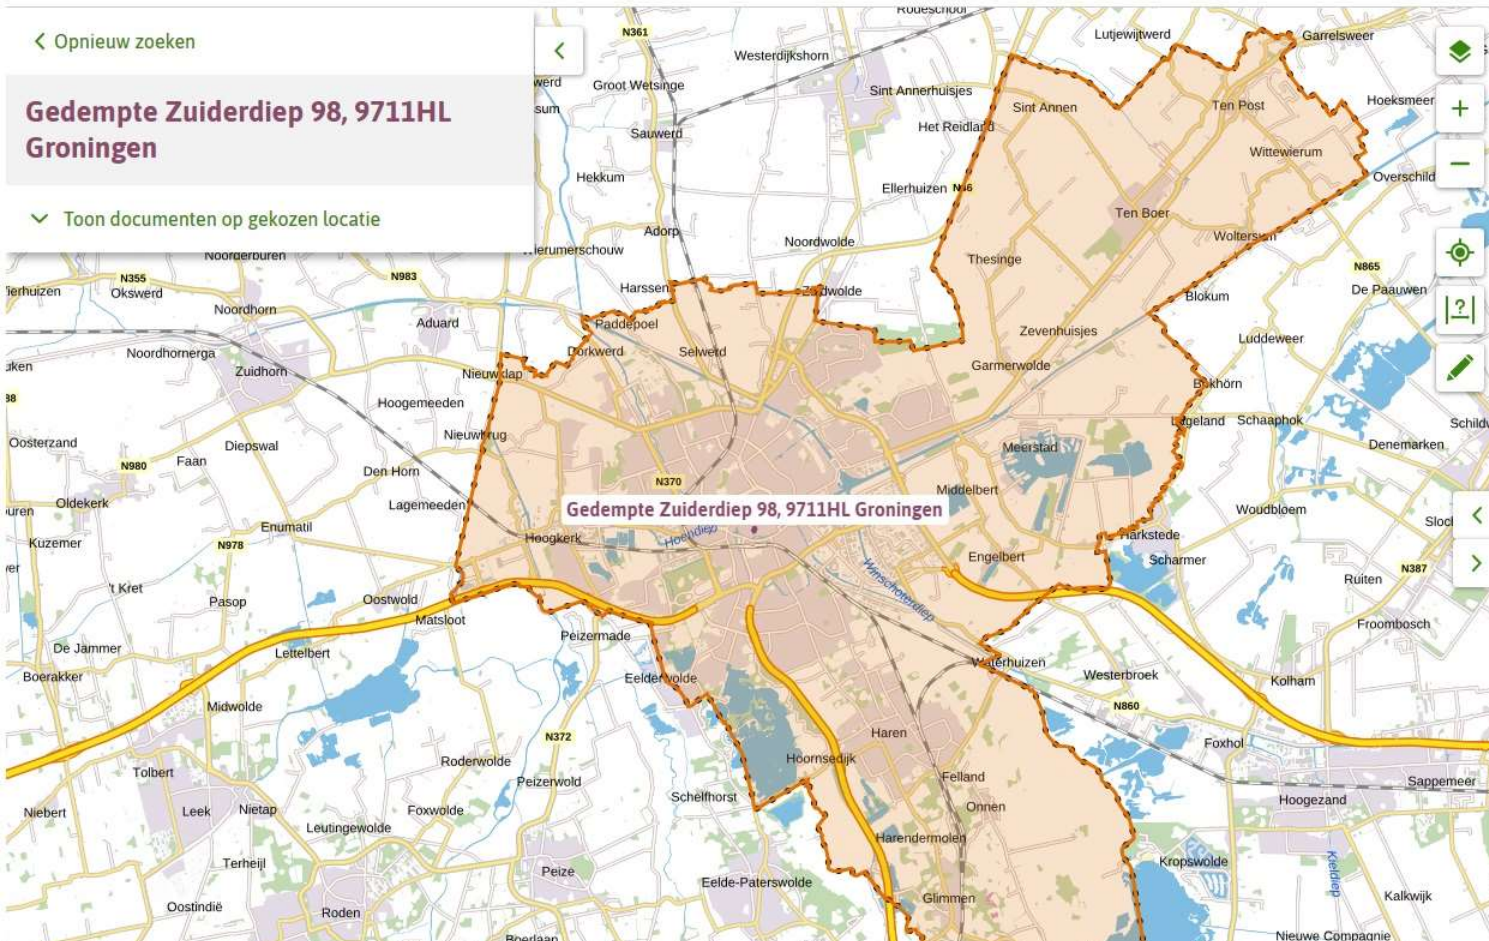 Opnieuw zoeken
Gedempte Zuiderdiep 98, 9711HL
Groningen
Toon documenten op gekozen locatie
N361
Westerdijkshorn
Lutjewijtwerd
Garrelsweer
Groot Wetsinge
Sint Annerhuisjes
Sint Annen
Ten Post
Hoeksmeer
Sauwerd
Het Reidland
Wittewierum
Hekkum
Ellerhuizen
Overschild
Ten Boer
Adorp
Noordwolde
Woltersum
Thesinge
Noorderburen
N355
Okswerd
N983
Harssens
Zuidwolde
N865
De Paauwen
Blokum
Noordhorn
Aduard
Paddepoel
Zevenhuisjes
Luddeweer
Noordhornerga
Zuidhorn
Dorkwerd
Selwerd
Garmerwolde
Nieuwklap
Hoogemeeden
Lageland
Schaaphok
Oosterzand
Diepswal
Nieuwbrug
Meerstad
Denemarken
Faan
N980
Den Horn
Oldekerk
Lagemeeden
N370
Middelbert
Gedempte Zuiderdiep 98, 9711HL Groningen
Woudbloem
Enumatil
Kuzemer
N978
Hoogkerk
Hoendiep
Harkstede
Engelbert
Scharmer
N387
't Kret
Pasop
Oostwold
Winschoterdiep
Ruiten
Matsloot
Froombosch
De Jammer
Lettelbert
Peizermade
Boerakker
Waterhuizen
Westerbroek
Kolham
Eelderwolde
Midwolde
N860
N372
Haren
Foxhol
Tolbert
Roderwolde
Peizerwold
Hoornsedijk
Felland
Sappemeer
Niebert
Leek
Nietap
Foxwolde
Schelfhorst
Onnen
Hoogezand
Leutingewolde
Harendermolen
Terheijl
Peize
Kropswolde
Kieldiep
Eelde-Paterswolde
Oostindië
Roden
Glimmen
Kalkwijk
Nieuwe Compagnie